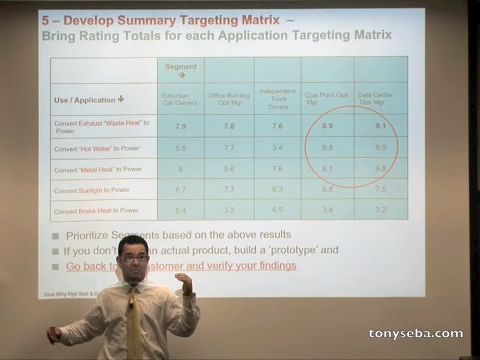 5 – Develop Summary Targeting Matrix –
Bring Rating Totals for each Application Targeting Matrix
Segment
Use / Application
Suburban Car Owners
Office Building Ops Mgr
Independent Truck Drivers
Coal Plant Ops Mgr
Data Center Ops Mgr
Convert Exhaust "Waste Heat" to Power 7.9 7.8 7.6 8.9 9.1
Convert "Hot Water" to Power 5.6 7.7 3.4 8.8 9.0
Convert "Metal Heat" to Power 6 5.6 7.6 9.1 9.0
Convert Sunlight to Power 6.7 7.7 6.3 7.5
Convert Brake Heat to Power 5.4 3.2 6.5 3.4 3.2
Prioritize Segments based on the above results
If you don't an actual product, build a 'prototype' and
Go back to customer and verify your findings
tonyseba.com